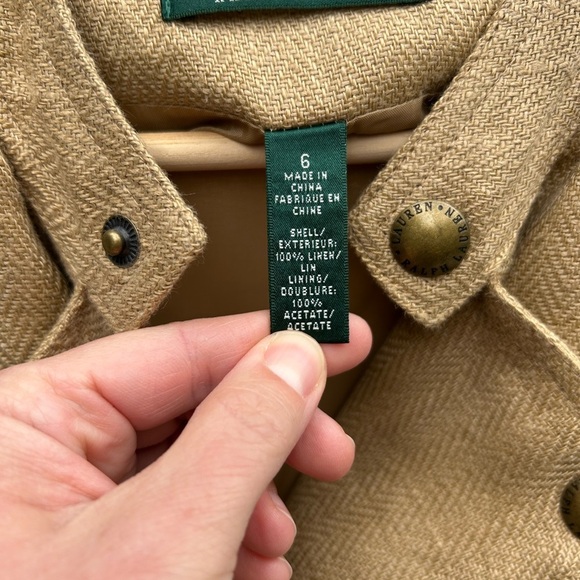 6
MADE IN
CHINA
FABRIQUE EN
CHINE
SHELL/
EXTERIEUR:
100% LINEN/
LIN
LINING/
DOUBLURE:
100%
ACETATE/
ACETATE
LAUREN
RALPH LAUREN